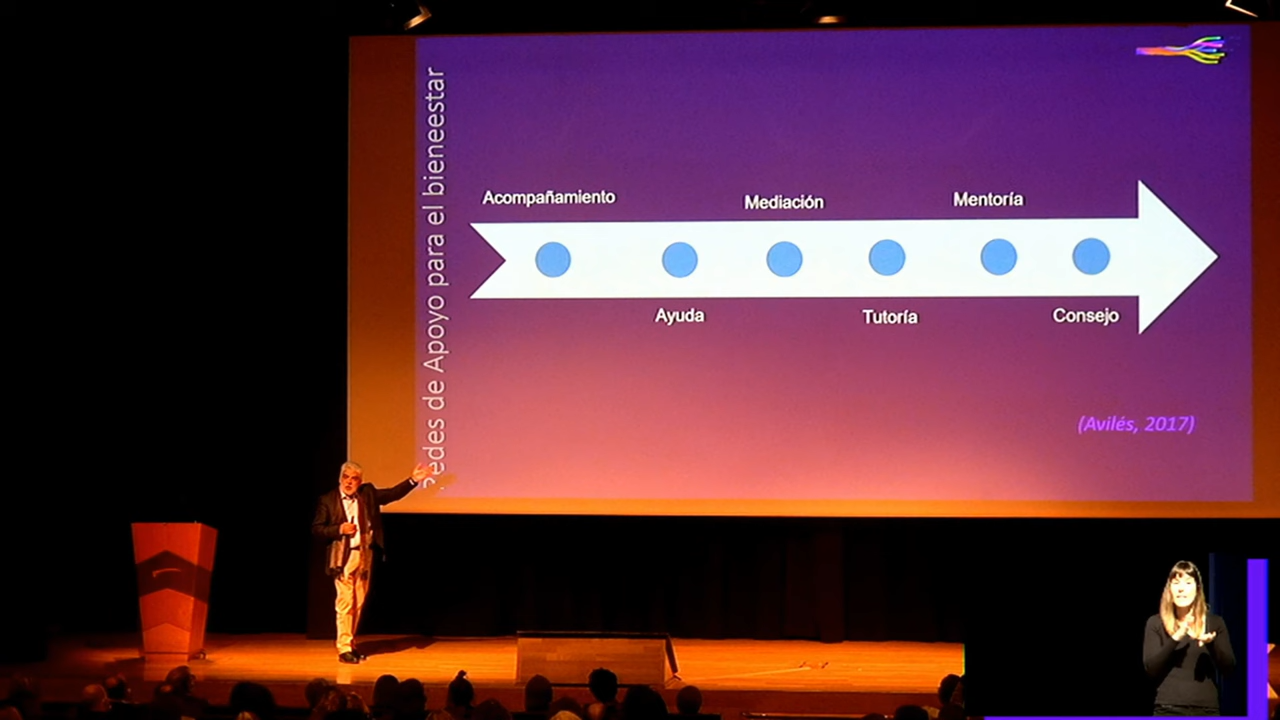 Redes de Apoyo para el bieneestar
Acompañamiento
Mediación
Mentoría
Ayuda
Tutoría
Consejo
(Avilés, 2017)